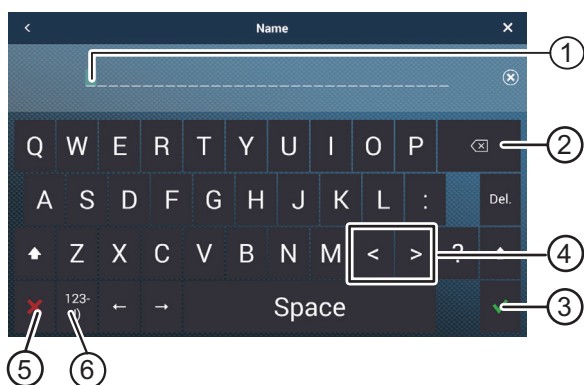 < Name ×
1
Q W E R T Y U I O P
2
A S D F G H J K L : Del.
Z X C V B N M < > ?
4
123-
← → Space
3
5 6